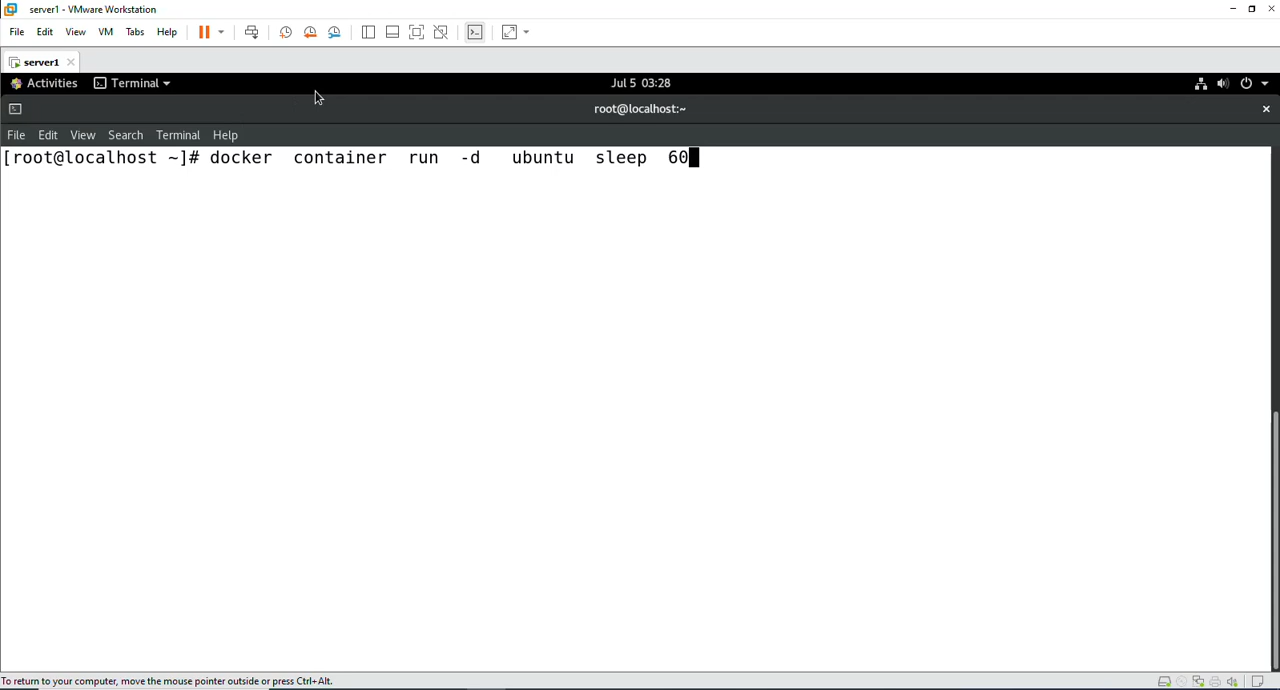 server1 - VMware Workstation
File Edit View VM Tabs Help
server1
Activities Terminal Jul 5 03:28
root@localhost:~
File Edit View Search Terminal Help
[root@localhost ~]# docker  container  run  -d   ubuntu  sleep  60
To return to your computer, move the mouse pointer outside or press Ctrl+Alt.